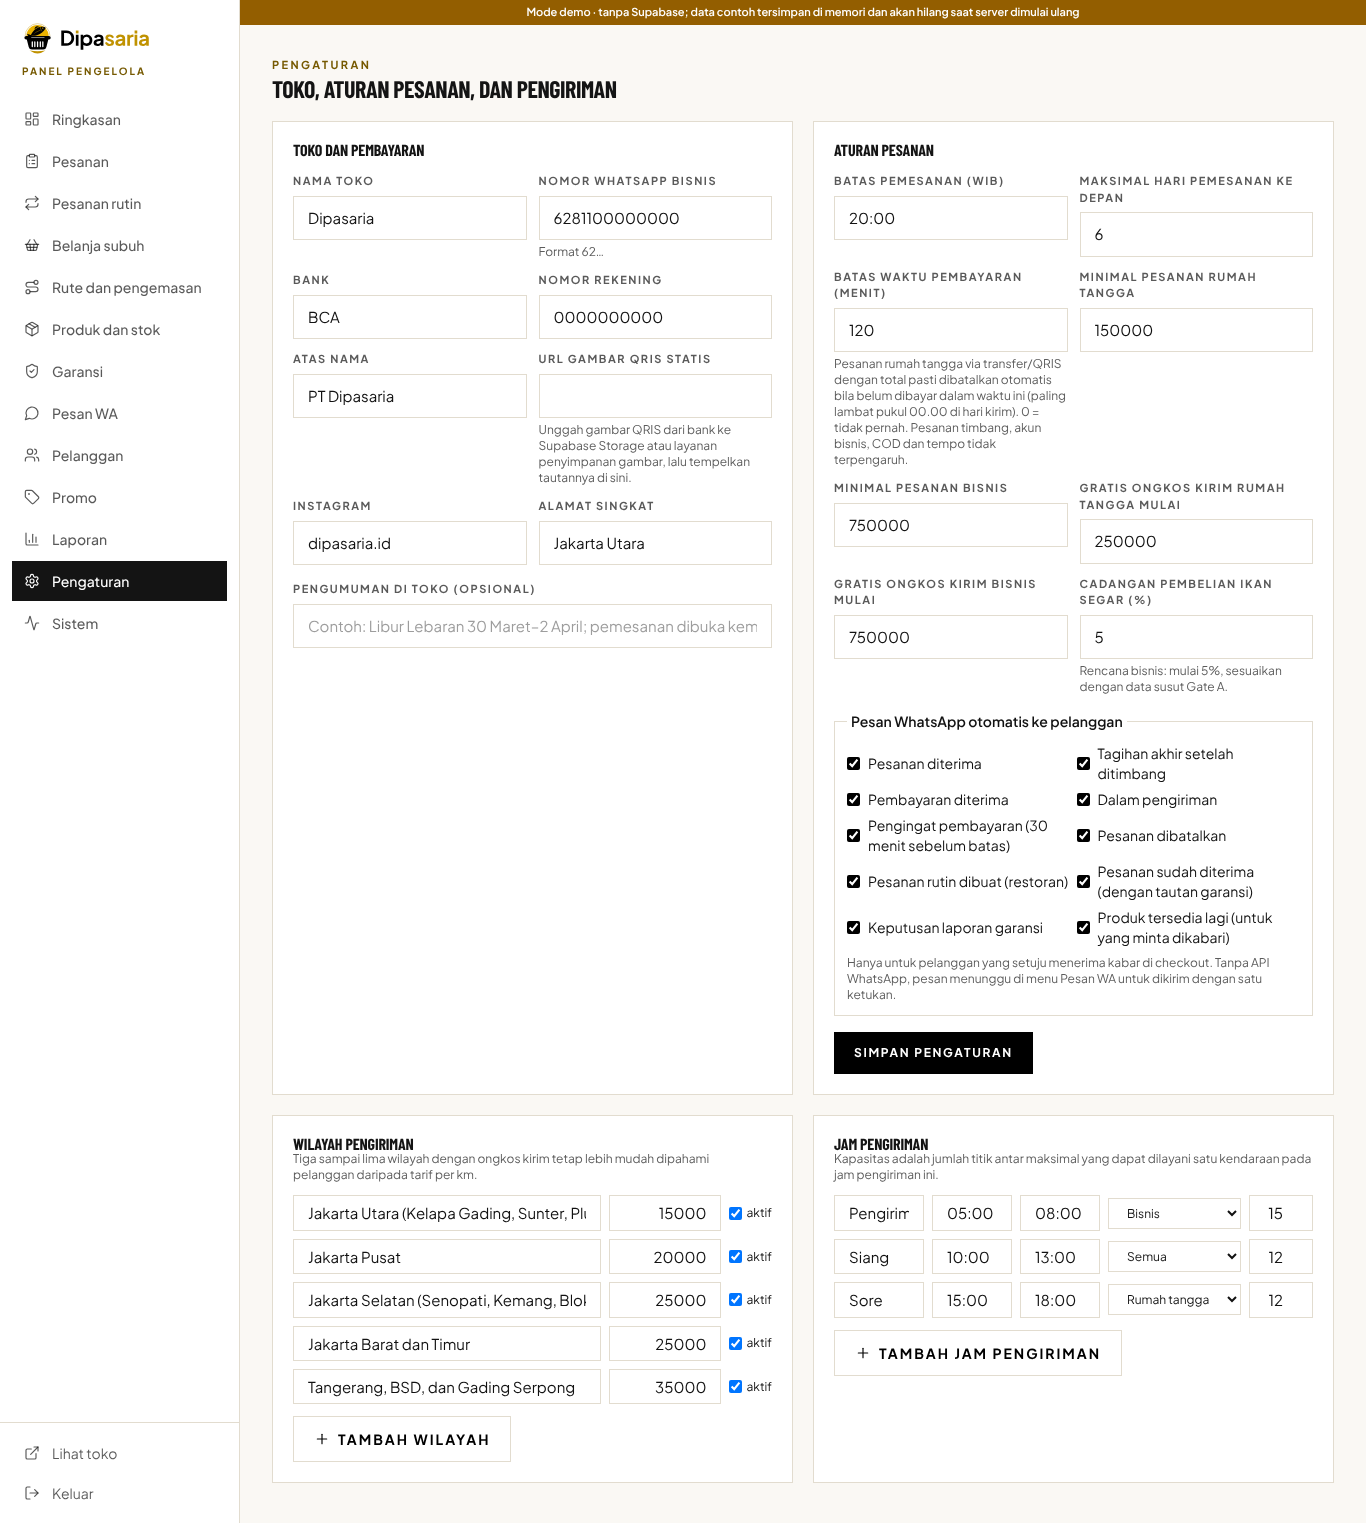 Mode demo · tanpa Supabase; data contoh tersimpan di memori dan akan hilang saat server dimulai ulang
Dipasaria
PANEL PENGELOLA
Ringkasan
Pesanan
Pesanan rutin
Belanja subuh
Rute dan pengemasan
Produk dan stok
Garansi
Pesan WA
Pelanggan
Promo
Laporan
Pengaturan
Sistem
Lihat toko
Keluar
PENGATURAN
TOKO, ATURAN PESANAN, DAN PENGIRIMAN
TOKO DAN PEMBAYARAN
NAMA TOKO
Dipasaria
NOMOR WHATSAPP BISNIS
6281100000000
Format 62…
BANK
BCA
NOMOR REKENING
0000000000
ATAS NAMA
PT Dipasaria
URL GAMBAR QRIS STATIS
Unggah gambar QRIS dari bank ke
Supabase Storage atau layanan
penyimpanan gambar, lalu tempelkan
tautannya di sini.
INSTAGRAM
dipasaria.id
ALAMAT SINGKAT
Jakarta Utara
PENGUMUMAN DI TOKO (OPSIONAL)
Contoh: Libur Lebaran 30 Maret–2 April; pemesanan dibuka kem
ATURAN PESANAN
BATAS PEMESANAN (WIB)
20:00
MAKSIMAL HARI PEMESANAN KE
DEPAN
6
BATAS WAKTU PEMBAYARAN
(MENIT)
120
Pesanan rumah tangga via transfer/QRIS
dengan total pasti dibatalkan otomatis
bila belum dibayar dalam waktu ini (paling
lambat pukul 00.00 di hari kirim). 0 =
tidak pernah. Pesanan timbang, akun
bisnis, COD dan tempo tidak
terpengaruh.
MINIMAL PESANAN RUMAH
TANGGA
150000
MINIMAL PESANAN BISNIS
750000
GRATIS ONGKOS KIRIM RUMAH
TANGGA MULAI
250000
GRATIS ONGKOS KIRIM BISNIS
MULAI
750000
CADANGAN PEMBELIAN IKAN
SEGAR (%)
5
Rencana bisnis: mulai 5%, sesuaikan
dengan data susut Gate A.
Pesan WhatsApp otomatis ke pelanggan
Pesanan diterima
Tagihan akhir setelah
ditimbang
Pembayaran diterima
Dalam pengiriman
Pengingat pembayaran (30
menit sebelum batas)
Pesanan dibatalkan
Pesanan rutin dibuat (restoran)
Pesanan sudah diterima
(dengan tautan garansi)
Keputusan laporan garansi
Produk tersedia lagi (untuk
yang minta dikabari)
Hanya untuk pelanggan yang setuju menerima kabar di checkout. Tanpa API
WhatsApp, pesan menunggu di menu Pesan WA untuk dikirim dengan satu
ketukan.
SIMPAN PENGATURAN
WILAYAH PENGIRIMAN
Tiga sampai lima wilayah dengan ongkos kirim tetap lebih mudah dipahami
pelanggan daripada tarif per km.
Jakarta Utara (Kelapa Gading, Sunter, Plu 15000 aktif
Jakarta Pusat 20000 aktif
Jakarta Selatan (Senopati, Kemang, Blok 25000 aktif
Jakarta Barat dan Timur 25000 aktif
Tangerang, BSD, dan Gading Serpong 35000 aktif
+ TAMBAH WILAYAH
JAM PENGIRIMAN
Kapasitas adalah jumlah titik antar maksimal yang dapat dilayani satu kendaraan pada
jam pengiriman ini.
Pengirim 05:00 08:00 Bisnis 15
Siang 10:00 13:00 Semua 12
Sore 15:00 18:00 Rumah tangga 12
+ TAMBAH JAM PENGIRIMAN